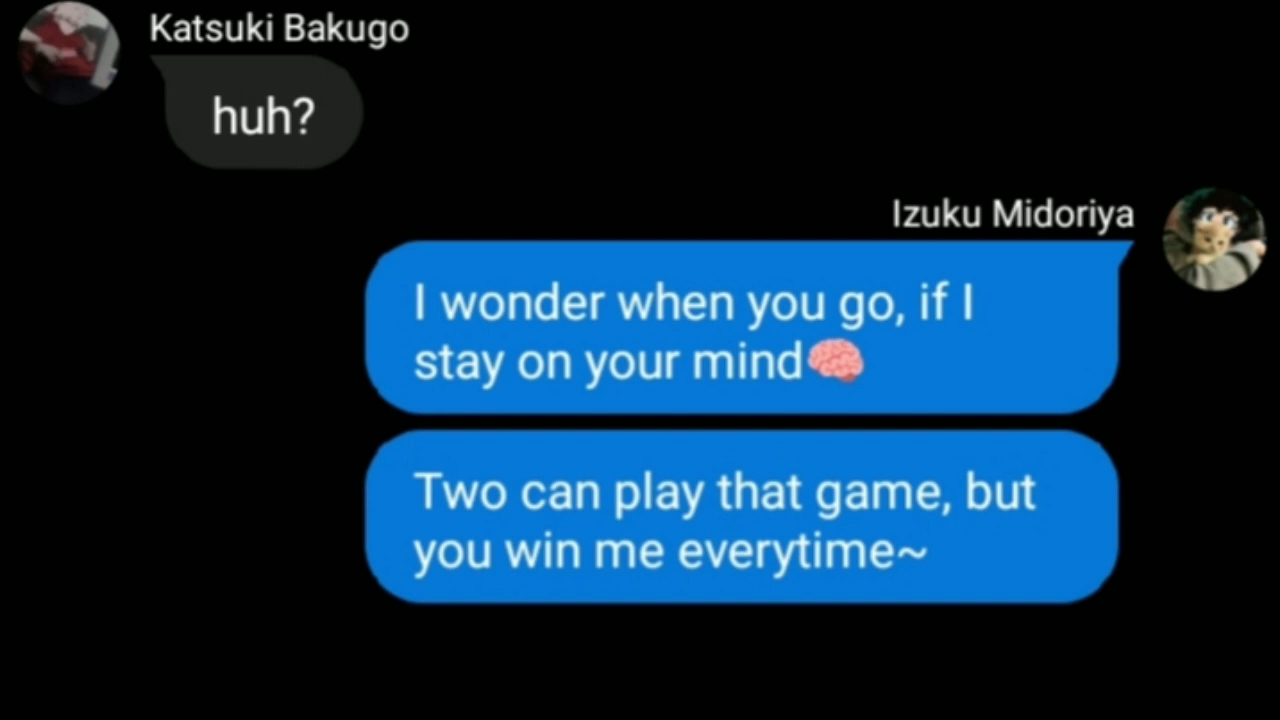 Katsuki Bakugo
huh?
Izuku Midoriya
I wonder when you go, if I
stay on your mind🧠
Two can play that game, but
you win me everytime~